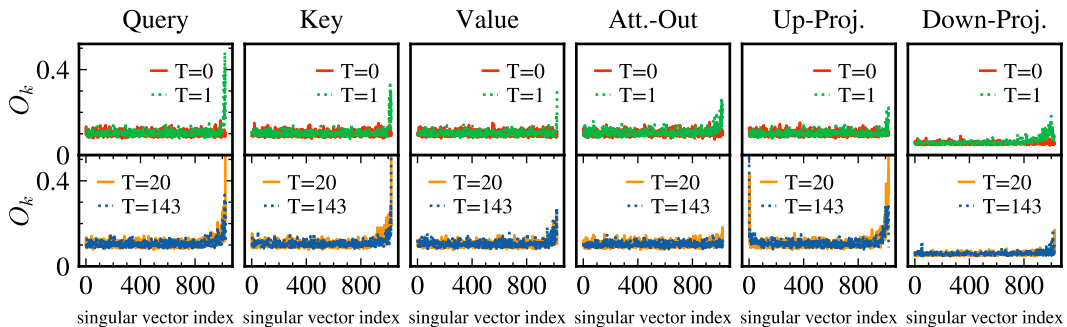 Query Key Value Att.-Out Up-Proj. Down-Proj.
0.4 T=0 T=0 T=0 T=0 T=0 T=0
O_k T=1 T=1 T=1 T=1 T=1 T=1
0
0.4 T=20 T=20 T=20 T=20 T=20 T=20
O_k T=143 T=143 T=143 T=143 T=143 T=143
0
0 400 800 0 400 800 0 400 800 0 400 800 0 400 800 0 400 800
singular vector index singular vector index singular vector index singular vector index singular vector index singular vector index